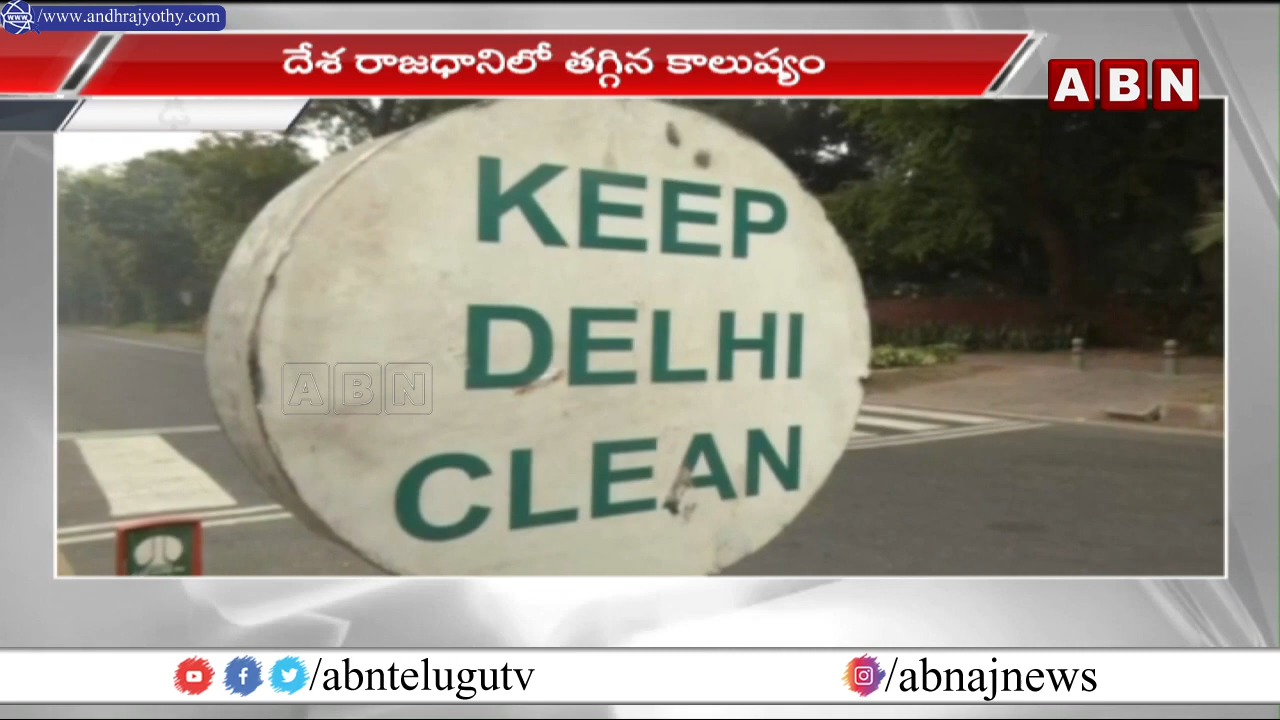 /www.andhrajyothy.com
దేశ రాజధానిలో తగ్గిన కాలుష్యం
ABN
KEEP
DELHI
CLEAN
ABN
/abntelugutv
/abnajnews